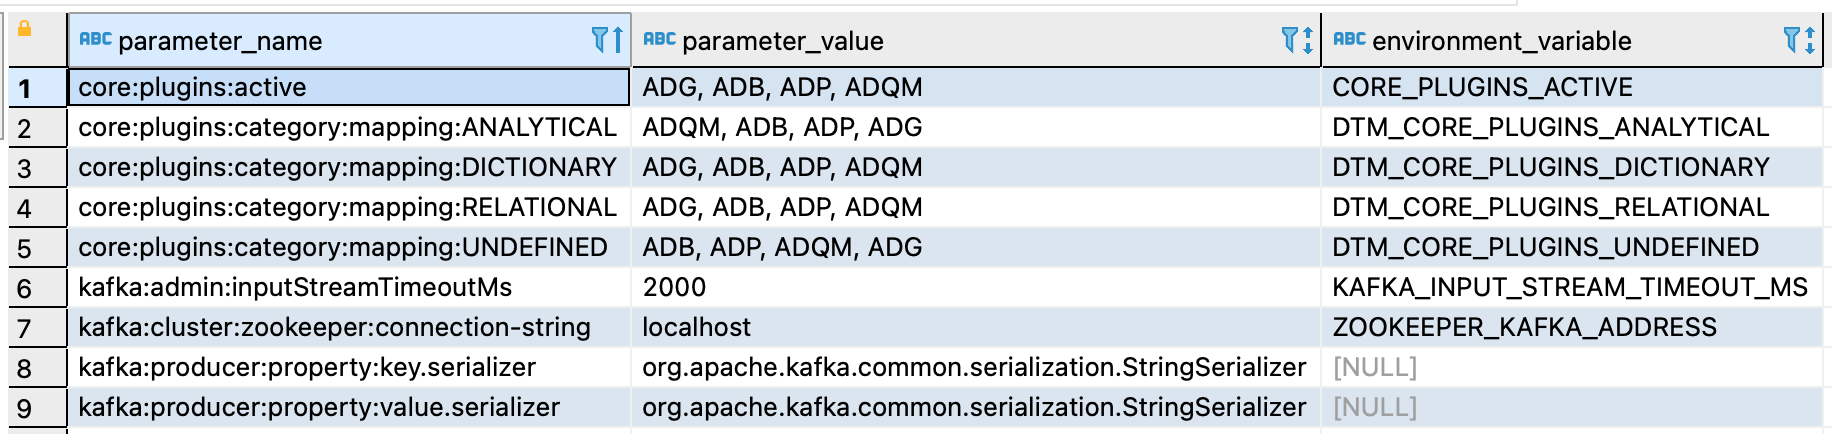 ABC parameter_name ABC parameter_value ABC environment_variable
1 core:plugins:active ADG, ADB, ADP, ADQM CORE_PLUGINS_ACTIVE
2 core:plugins:category:mapping:ANALYTICAL ADQM, ADB, ADP, ADG DTM_CORE_PLUGINS_ANALYTICAL
3 core:plugins:category:mapping:DICTIONARY ADG, ADB, ADP, ADQM DTM_CORE_PLUGINS_DICTIONARY
4 core:plugins:category:mapping:RELATIONAL ADG, ADB, ADP, ADQM DTM_CORE_PLUGINS_RELATIONAL
5 core:plugins:category:mapping:UNDEFINED ADB, ADP, ADQM, ADG DTM_CORE_PLUGINS_UNDEFINED
6 kafka:admin:inputStreamTimeoutMs 2000 KAFKA_INPUT_STREAM_TIMEOUT_MS
7 kafka:cluster:zookeeper:connection-string localhost ZOOKEEPER_KAFKA_ADDRESS
8 kafka:producer:property:key.serializer org.apache.kafka.common.serialization.StringSerializer [NULL]
9 kafka:producer:property:value.serializer org.apache.kafka.common.serialization.StringSerializer [NULL]